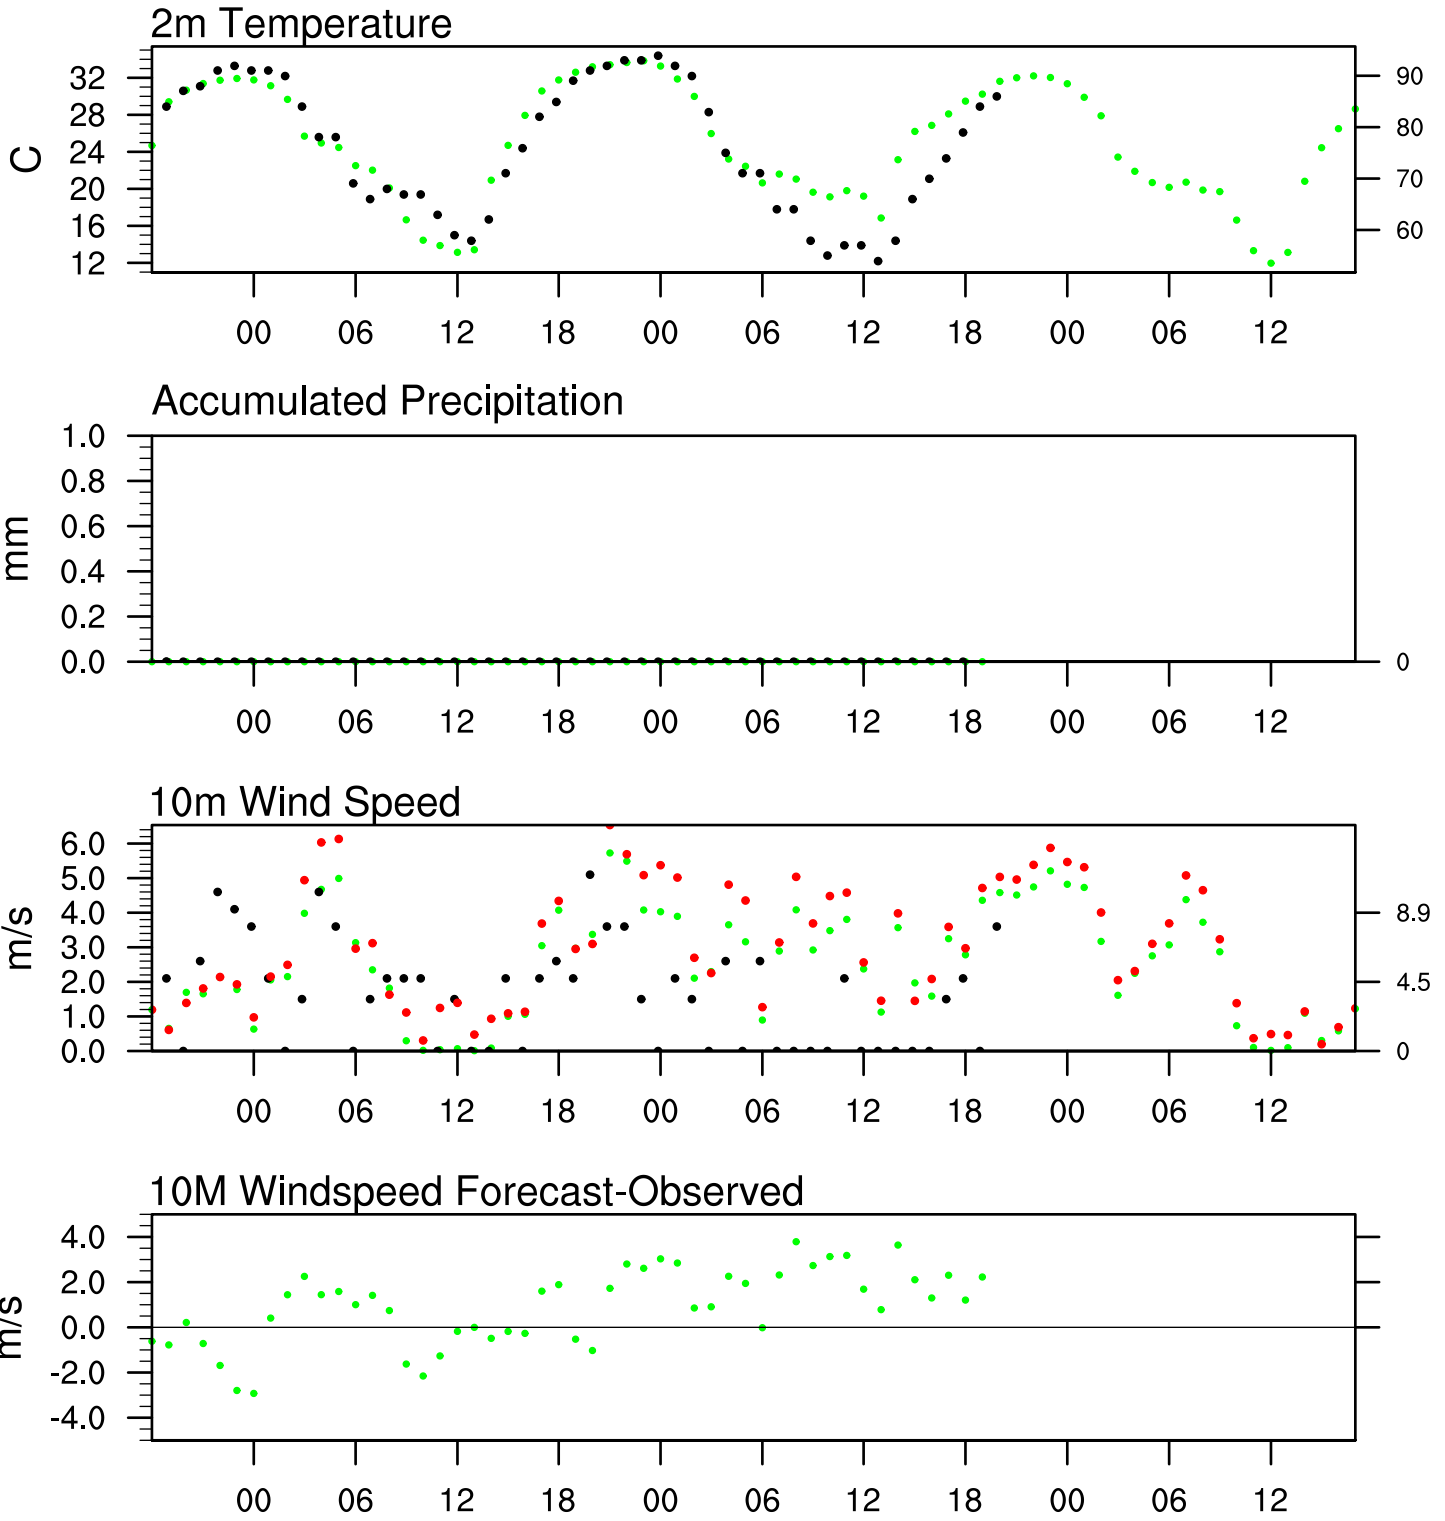 2m Temperature
32
28
24
20
16
12
C
90
80
70
60
00 06 12 18 00 06 12 18 00 06 12
Accumulated Precipitation
1.0
0.8
0.6
0.4
0.2
0.0
mm
0
00 06 12 18 00 06 12 18 00 06 12
10m Wind Speed
6.0
5.0
4.0
3.0
2.0
1.0
0.0
m/s
8.9
4.5
0
00 06 12 18 00 06 12 18 00 06 12
10M Windspeed Forecast-Observed
4.0
2.0
0.0
-2.0
-4.0
m/s
00 06 12 18 00 06 12 18 00 06 12